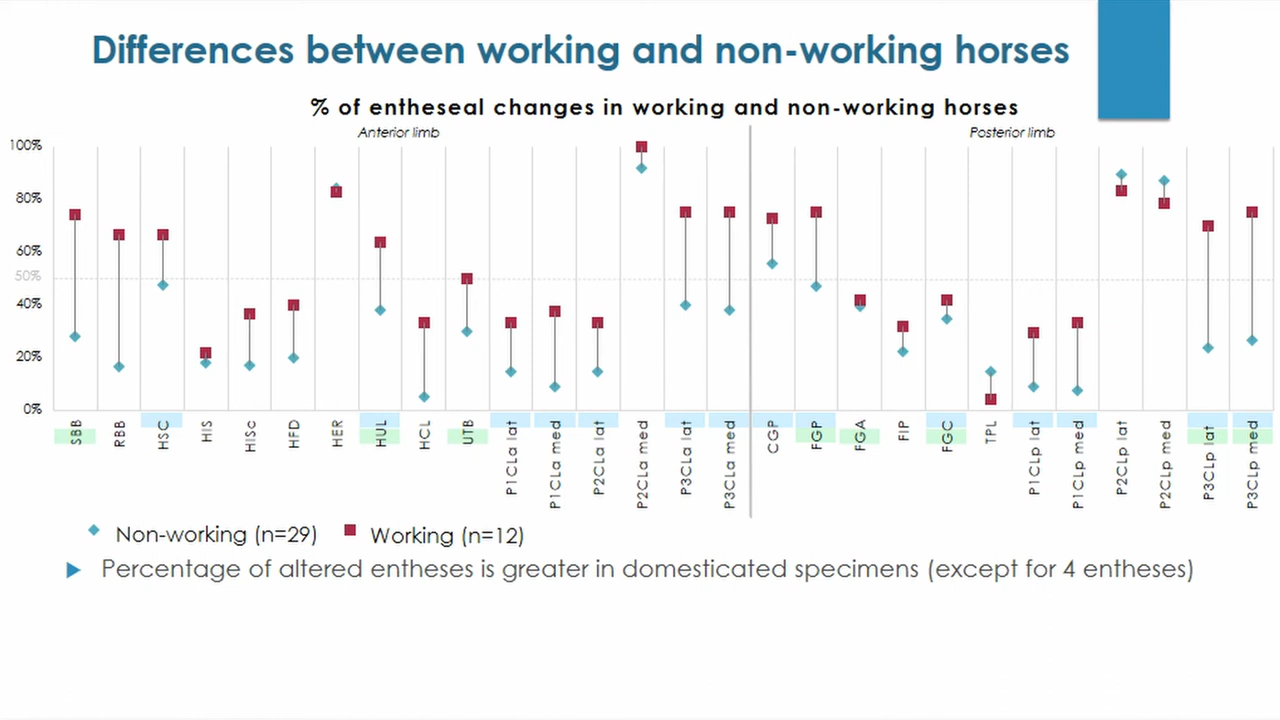 Differences between working and non-working horses
% of entheseal changes in working and non-working horses
Anterior limb
Posterior limb
100%
80%
60%
50%
40%
20%
0%
SBB
RBB
HSC
HIS
HISc
HFD
HER
HUL
HCL
UTB
P1CLa lat
P1CLa med
P2CLa lat
P2CLa med
P3CLa lat
P3CLa med
CGP
FGP
FGA
FIP
FGC
TPL
P1CLp lat
P1CLp med
P2CLp lat
P2CLp med
P3CLp lat
P3CLp med
Non-working (n=29)
Working (n=12)
Percentage of altered entheses is greater in domesticated specimens (except for 4 entheses)